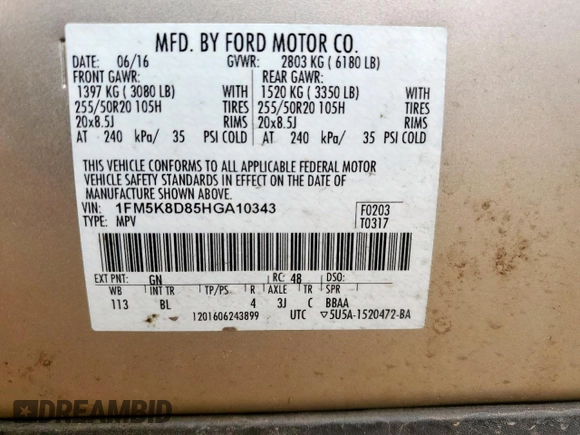 MFD. BY FORD MOTOR CO.
DATE: 06/16 GVWR: 2803 KG ( 6180 LB)
FRONT GAWR: REAR GAWR:
1397 KG ( 3080 LB) WITH 1520 KG ( 3350 LB) WITH
255/50R20 105H TIRES 255/50R20 105H TIRES
20x8.5J RIMS 20x8.5J RIMS
AT 240 kPa/ 35 PSI COLD AT 240 kPa/ 35 PSI COLD
THIS VEHICLE CONFORMS TO ALL APPLICABLE FEDERAL MOTOR
VEHICLE SAFETY STANDARDS IN EFFECT ON THE DATE OF
MANUFACTURE SHOWN ABOVE.
VIN: 1FM5K8D85HGA10343 F0203
TYPE: MPV T0317
EXT PNT: GN RC: 48 DSO:
WB INT TR TP/PS R AXLE TR SPR
113 BL 4 3J C BBAA
1201606243899 UTC ▽5U5A-1520472-BA
DREAMBID